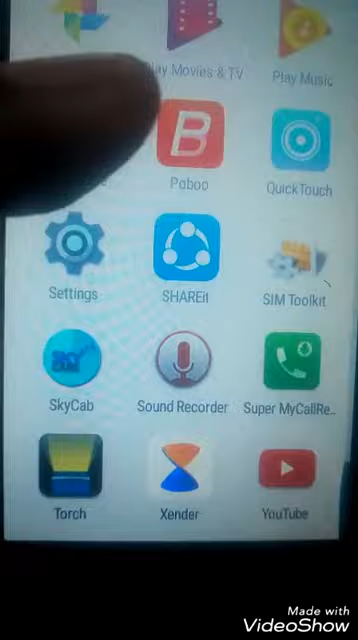 Play Movies & TV
Play Music
B
Paboo
QuickTouch
Settings
SHAREit
SIM Toolkit
SkyCab
Sound Recorder
Super MyCallRe..
Torch
Xender
YouTube
Made with
VideoShow